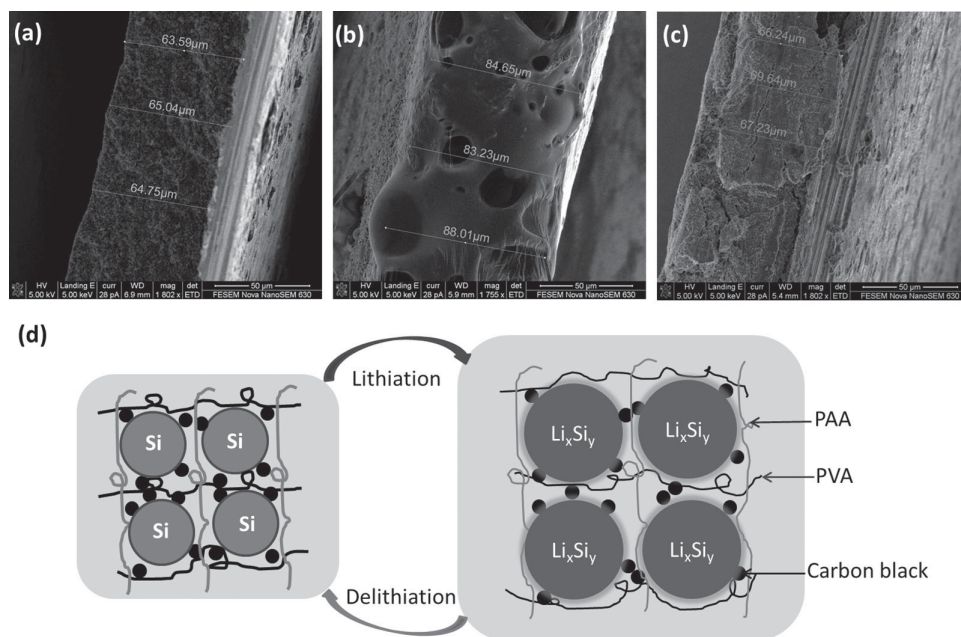 (a)
63.59µm
65.04µm
64.75µm
HV Landing E curr WD mag det
5.00 kV 5.00 keV 28 pA 6.9 mm 1 802 x ETD
50 µm
FESEM Nova NanoSEM 630
(b)
84.65µm
83.23µm
88.01µm
HV Landing E curr WD mag det
5.00 kV 5.00 keV 28 pA 5.9 mm 1 755 x ETD
50 µm
FESEM Nova NanoSEM 630
(c)
66.24µm
69.64µm
67.23µm
HV Landing E curr WD mag det
5.00 kV 5.00 keV 28 pA 5.4 mm 1 802 x ETD
50 µm
FESEM Nova NanoSEM 630
(d)
Lithiation
Si Si
Si Si
Delithiation
LixSiy LixSiy
LixSiy LixSiy
PAA
PVA
Carbon black